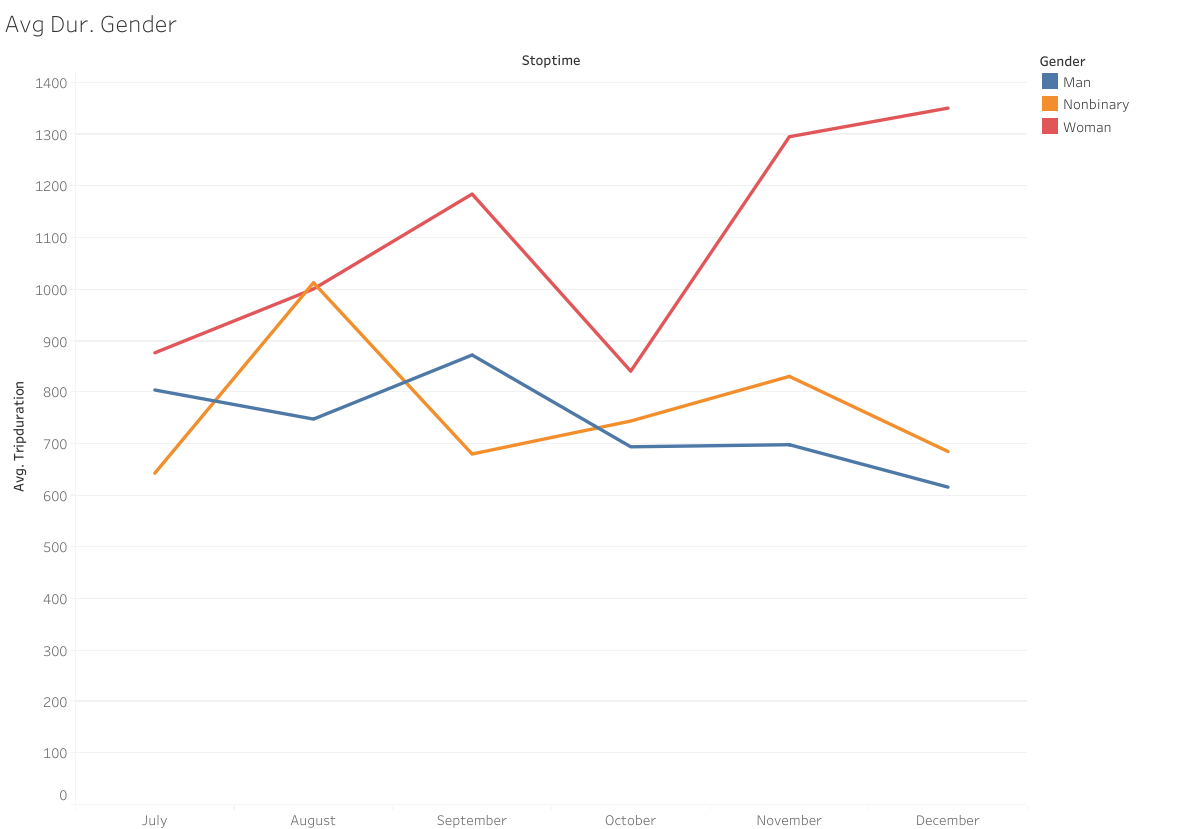 Avg Dur. Gender
Stoptime
Gender
Man
Nonbinary
Woman
Avg. Tripduration
1400
1300
1200
1100
1000
900
800
700
600
500
400
300
200
100
0
July August September October November December